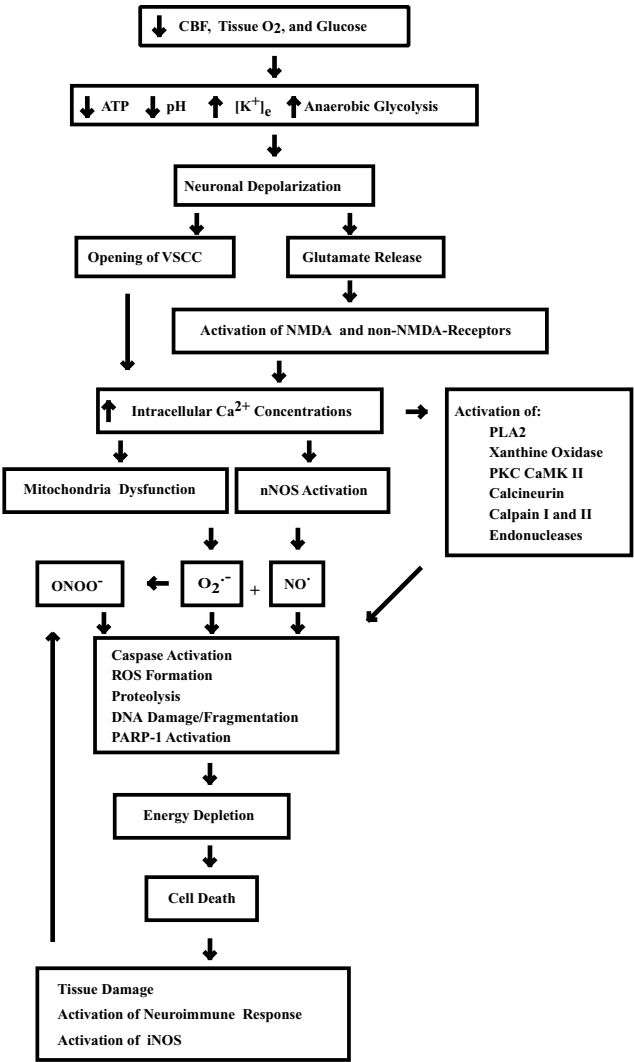 CBF, Tissue O2, and Glucose
ATP pH [K+]e Anaerobic Glycolysis
Neuronal Depolarization
Opening of VSCC
Glutamate Release
Activation of NMDA and non-NMDA-Receptors
Intracellular Ca2+ Concentrations
Activation of:
PLA2
Xanthine Oxidase
PKC CaMK II
Calcineurin
Calpain I and II
Endonucleases
Mitochondria Dysfunction
nNOS Activation
ONOO-
O2·-
+
NO·
Caspase Activation
ROS Formation
Proteolysis
DNA Damage/Fragmentation
PARP-1 Activation
Energy Depletion
Cell Death
Tissue Damage
Activation of Neuroimmune Response
Activation of iNOS